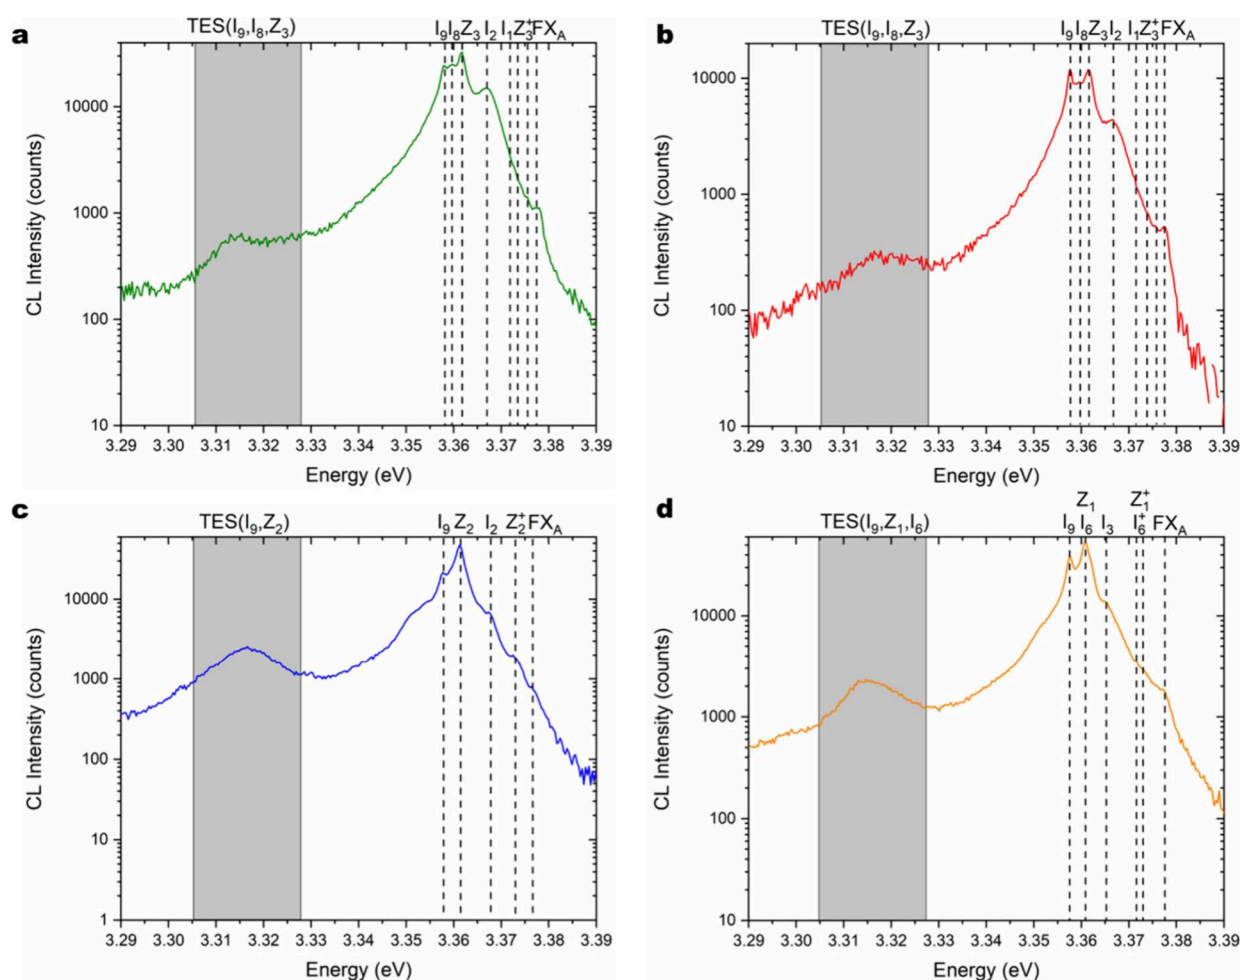 a
TES(I₉,I₈,Z₃)
I₉I₈Z₃ I₂ I₁Z₃⁺FX_A
10000
1000
100
10
CL Intensity (counts)
3.29 3.30 3.31 3.32 3.33 3.34 3.35 3.36 3.37 3.38 3.39
Energy (eV)
b
TES(I₉,I₈,Z₃)
I₉I₈Z₃I₂ I₁Z₃⁺FX_A
10000
1000
100
10
CL Intensity (counts)
3.29 3.30 3.31 3.32 3.33 3.34 3.35 3.36 3.37 3.38 3.39
Energy (eV)
c
TES(I₉,Z₂)
I₉ Z₂ I₂ Z₂⁺FX_A
10000
1000
100
10
1
CL Intensity (counts)
3.29 3.30 3.31 3.32 3.33 3.34 3.35 3.36 3.37 3.38 3.39
Energy (eV)
d
Z₁ Z₁⁺
TES(I₉,Z₁,I₆)
I₉ I₆ I₃ I₆⁺ FX_A
10000
1000
100
10
CL Intensity (counts)
3.29 3.30 3.31 3.32 3.33 3.34 3.35 3.36 3.37 3.38 3.39
Energy (eV)